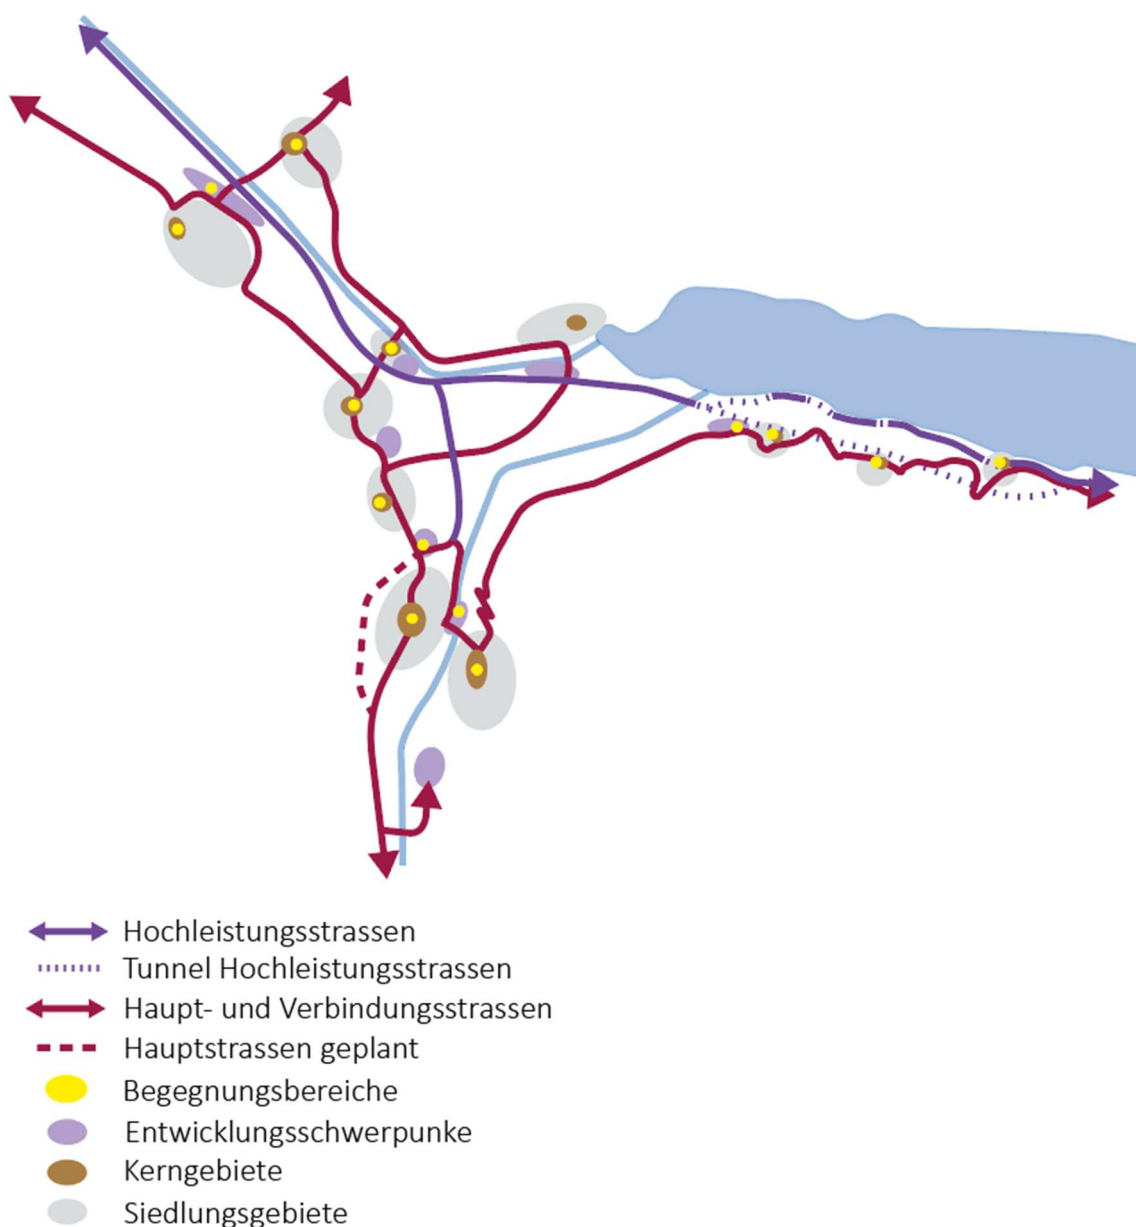 Hochleistungsstrassen
Tunnel Hochleistungsstrassen
Haupt- und Verbindungsstrassen
Hauptstrassen geplant
Begegnungsbereiche
Entwicklungsschwerpunke
Kerngebiete
Siedlungsgebiete